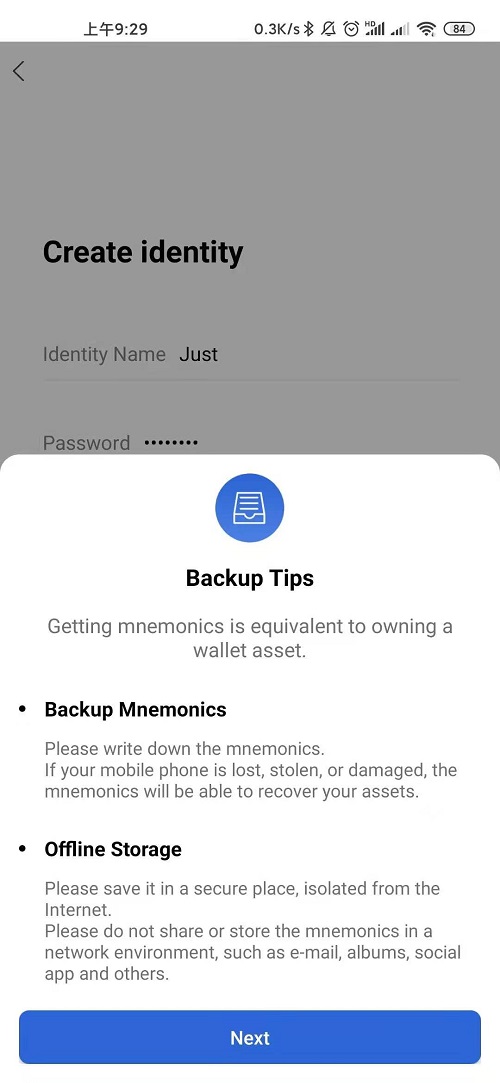 上午9:29 0.3K/s HD 84
Create identity
Identity Name Just
Password ••••••••
Backup Tips
Getting mnemonics is equivalent to owning a
wallet asset.
• Backup Mnemonics
Please write down the mnemonics.
If your mobile phone is lost, stolen, or damaged, the
mnemonics will be able to recover your assets.
• Offline Storage
Please save it in a secure place, isolated from the
Internet.
Please do not share or store the mnemonics in a
network environment, such as e-mail, albums, social
app and others.
Next